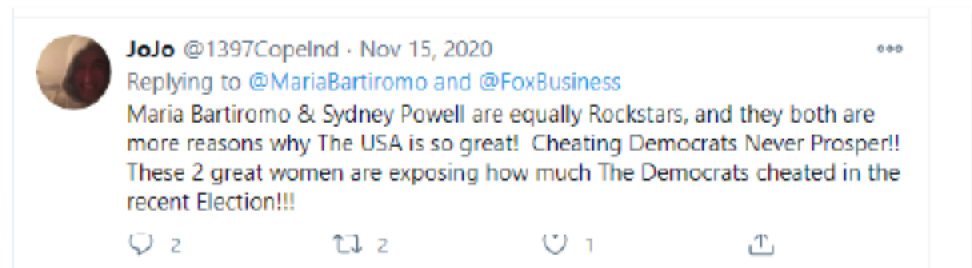 JoJo @1397Copelnd · Nov 15, 2020
Replying to @MariaBartiromo and @FoxBusiness
Maria Bartiromo & Sydney Powell are equally Rockstars, and they both are
more reasons why The USA is so great!  Cheating Democrats Never Prosper!!
These 2 great women are exposing how much The Democrats cheated in the
recent Election!!!
2 2 1